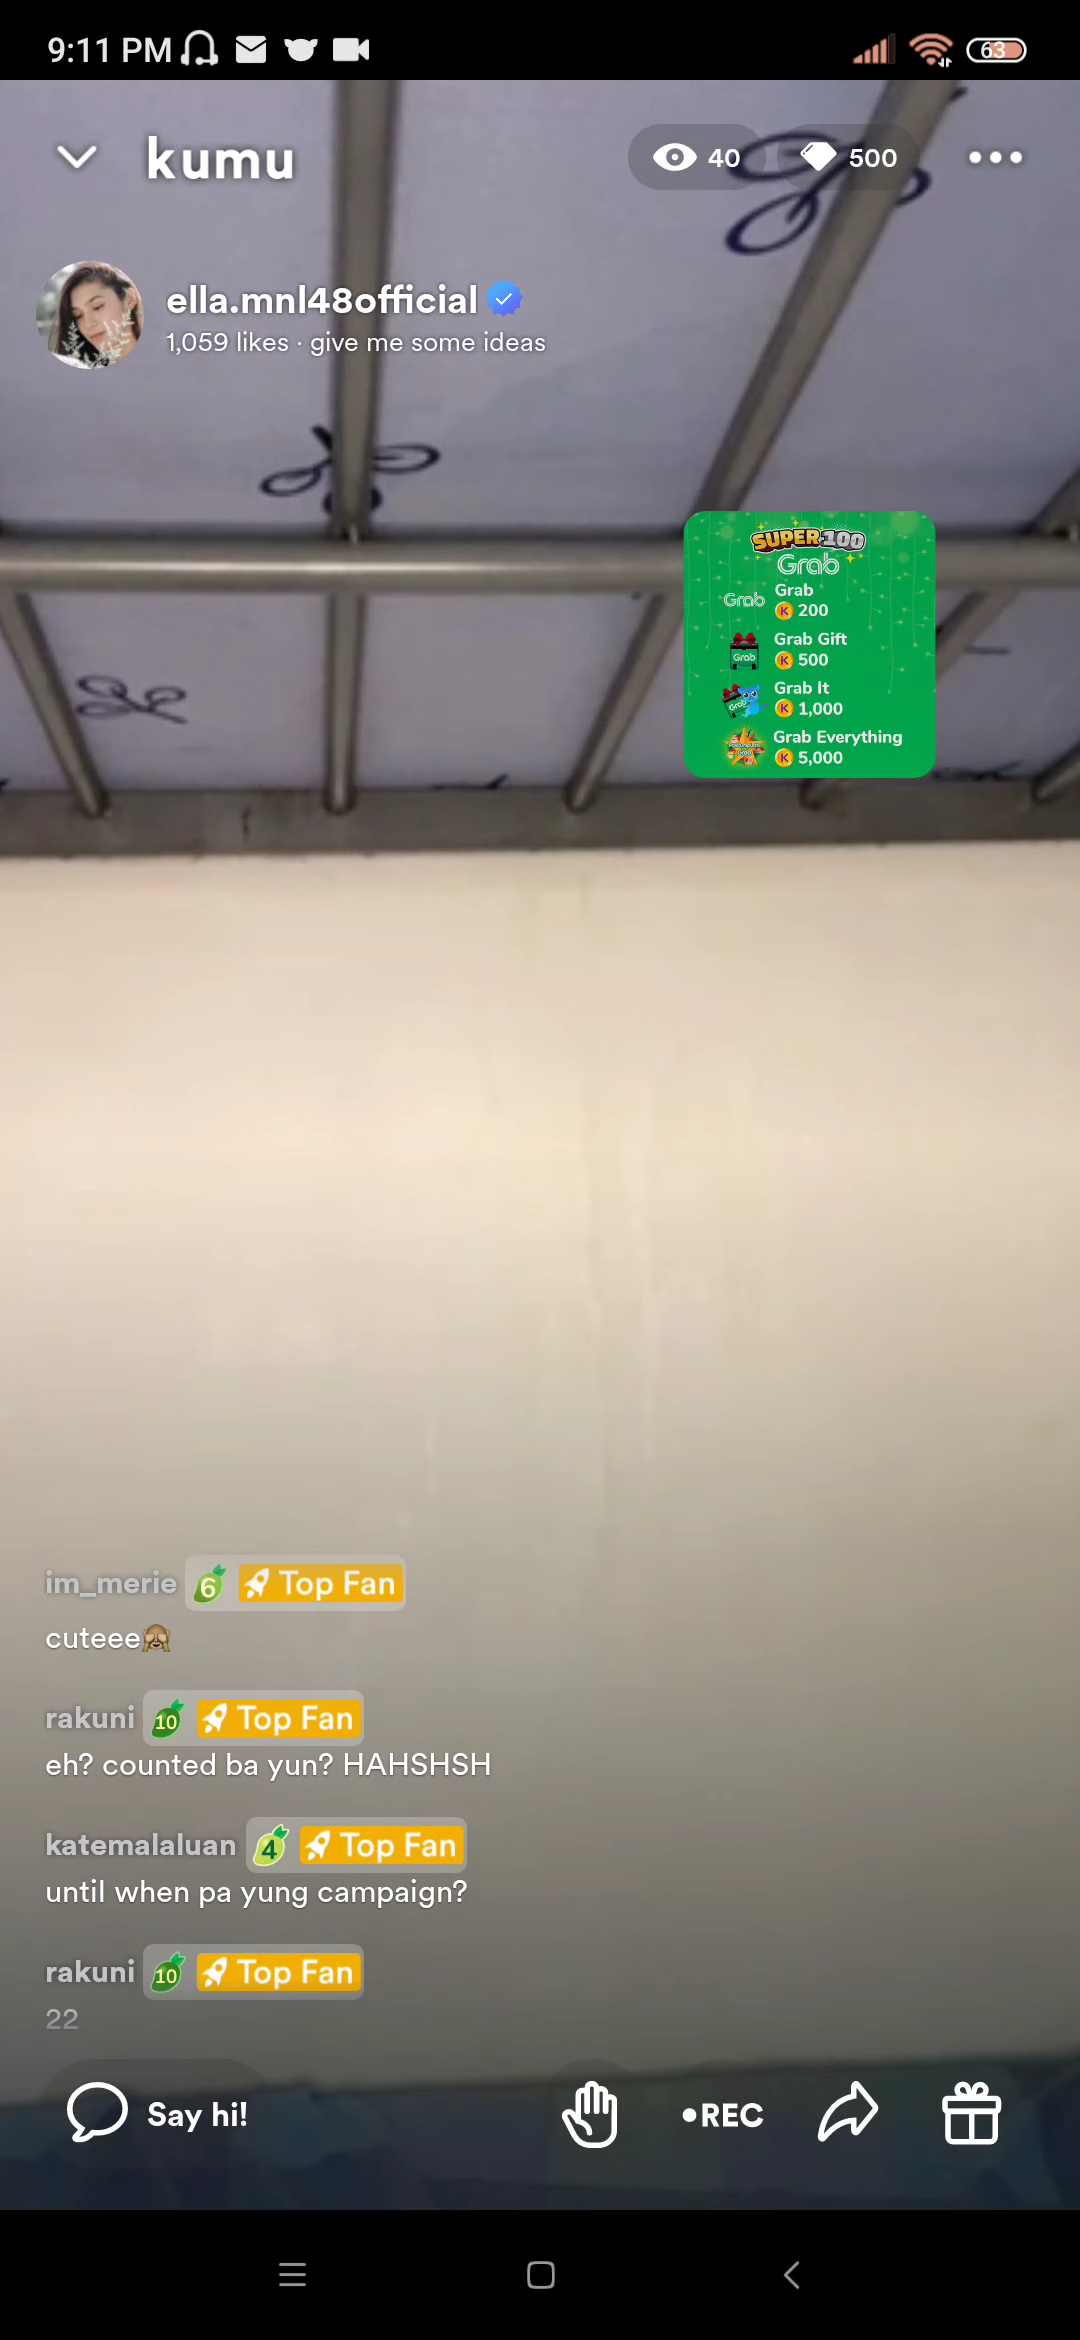 9:11 PM
63
kumu
40
500
ella.mnl48official
1,059 likes · give me some ideas
SUPER 100
Grab
Grab
Grab
200
Grab
Grab Gift
500
Grab
Grab It
1,000
Grab Everything
5,000
im_merie 6 Top Fan
cuteee🙈
rakuni 10 Top Fan
eh? counted ba yun? HAHSHSH
katemalaluan 4 Top Fan
until when pa yung campaign?
rakuni 10 Top Fan
22
Say hi!
•REC